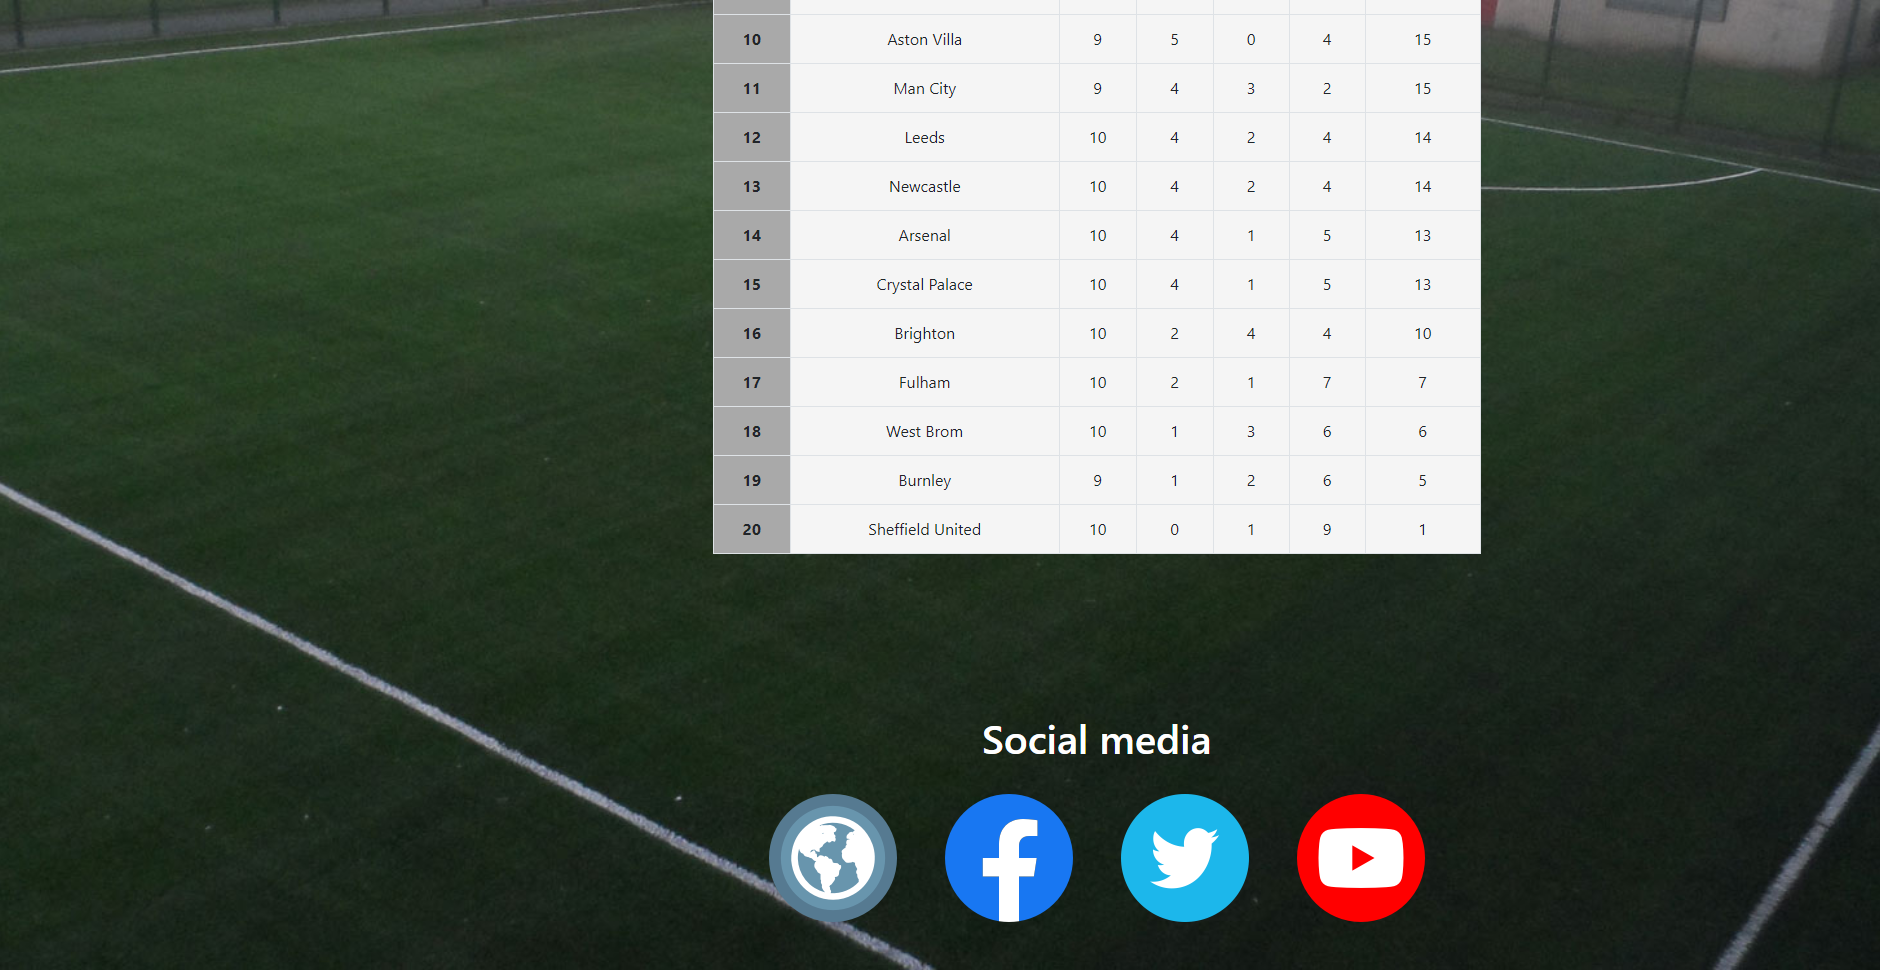 10 Aston Villa 9 5 0 4 15
11 Man City 9 4 3 2 15
12 Leeds 10 4 2 4 14
13 Newcastle 10 4 2 4 14
14 Arsenal 10 4 1 5 13
15 Crystal Palace 10 4 1 5 13
16 Brighton 10 2 4 4 10
17 Fulham 10 2 1 7 7
18 West Brom 10 1 3 6 6
19 Burnley 9 1 2 6 5
20 Sheffield United 10 0 1 9 1
Social media